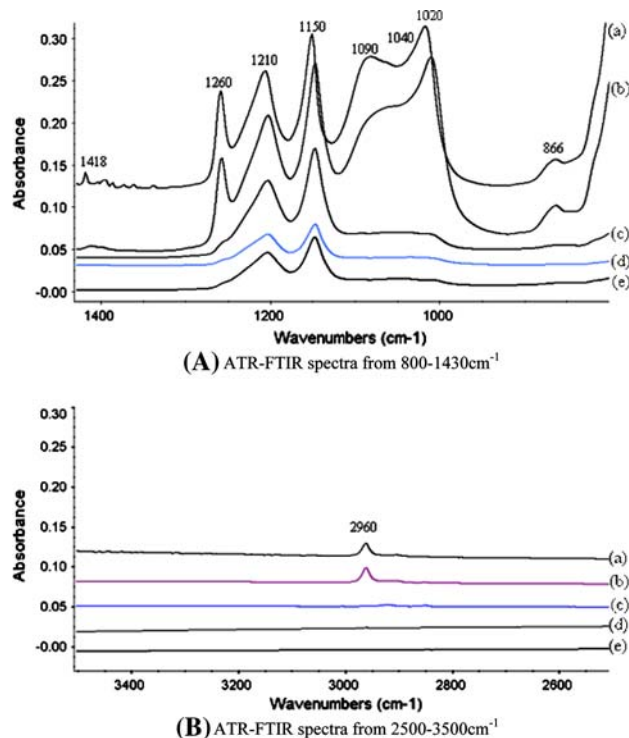 0.30
0.25
0.20
0.15
0.10
0.05
-0.00
Absorbance
1418
1260
1210
1150
1090
1040
1020
866
(a)
(b)
(c)
(d)
(e)
1400
1200
1000
Wavenumbers (cm-1)
(A) ATR-FTIR spectra from 800-1430cm-1
0.30
0.25
0.20
0.15
0.10
0.05
-0.00
Absorbance
2960
(a)
(b)
(c)
(d)
(e)
3400
3200
3000
2800
2600
Wavenumbers (cm-1)
(B) ATR-FTIR spectra from 2500-3500cm-1